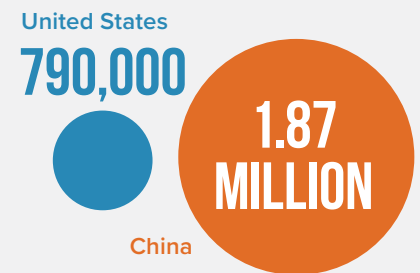 United States
790,000
1.87
MILLION
China